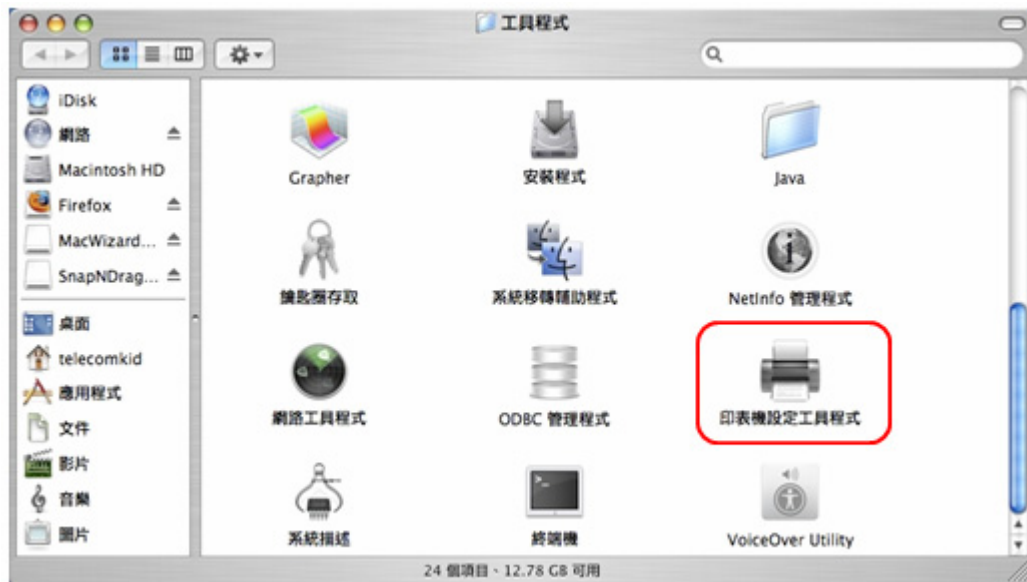 工具程式
iDisk
網路
Macintosh HD
Firefox
MacWizard...
SnapNDrag...
桌面
telecomkid
應用程式
文件
影片
音樂
圖片
Grapher
安裝程式
Java
鑰匙圈存取
系統移轉輔助程式
NetInfo 管理程式
網路工具程式
ODBC 管理程式
印表機設定工具程式
系統描述
終端機
VoiceOver Utility
24 個項目、12.78 GB 可用